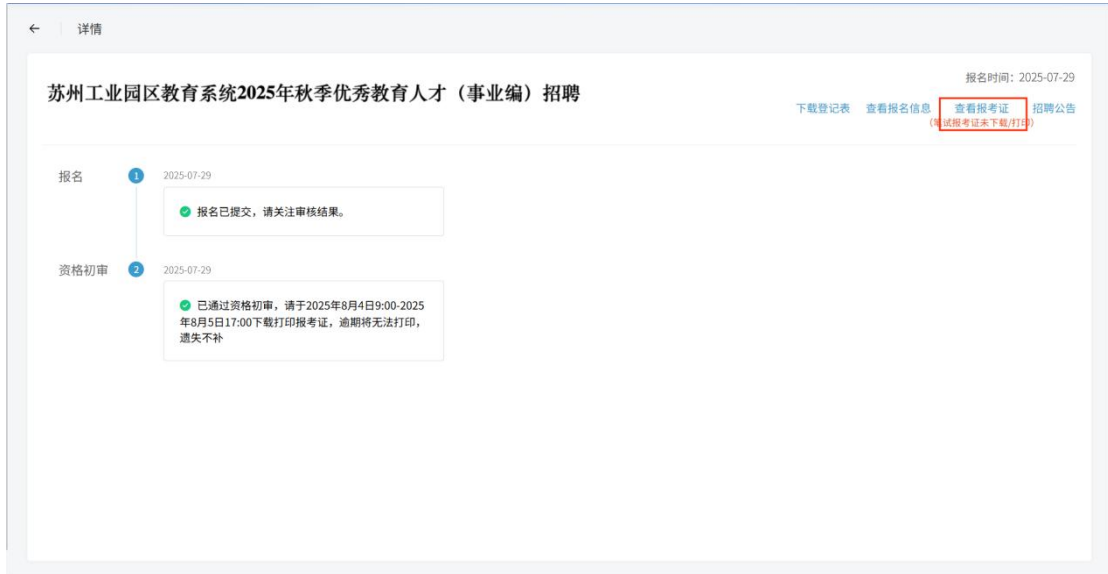 详情
报名时间：2025-07-29
苏州工业园区教育系统2025年秋季优秀教育人才（事业编）招聘
下载登记表 查看报名信息 查看报考证 招聘公告
（笔试报考证未下载/打印）
报名 1 2025-07-29
报名已提交，请关注审核结果。
资格初审 2 2025-07-29
已通过资格初审，请于2025年8月4日9:00-2025
年8月5日17:00下载打印报考证，逾期将无法打印，
遗失不补